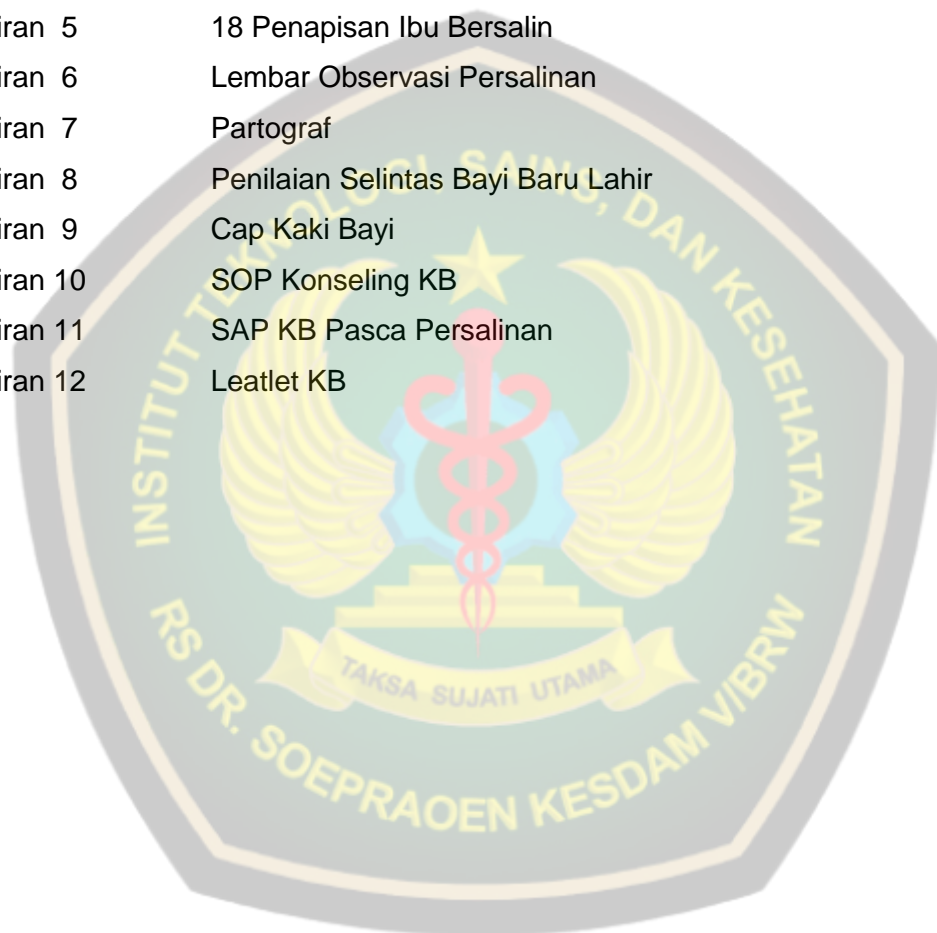 iran 5 18 Penapisan Ibu Bersalin
iran 6 Lembar Observasi Persalinan
iran 7 Partograf
iran 8 Penilaian Selintas Bayi Baru Lahir
iran 9 Cap Kaki Bayi
iran 10 SOP Konseling KB
iran 11 SAP KB Pasca Persalinan
iran 12 Leatlet KB
INSTITUT TEKNOLOGI, SAINS, DAN KESEHATAN
TAKSA SUJATI UTAMA
RS DR. SOEPRAOEN KESDAM V/BRW